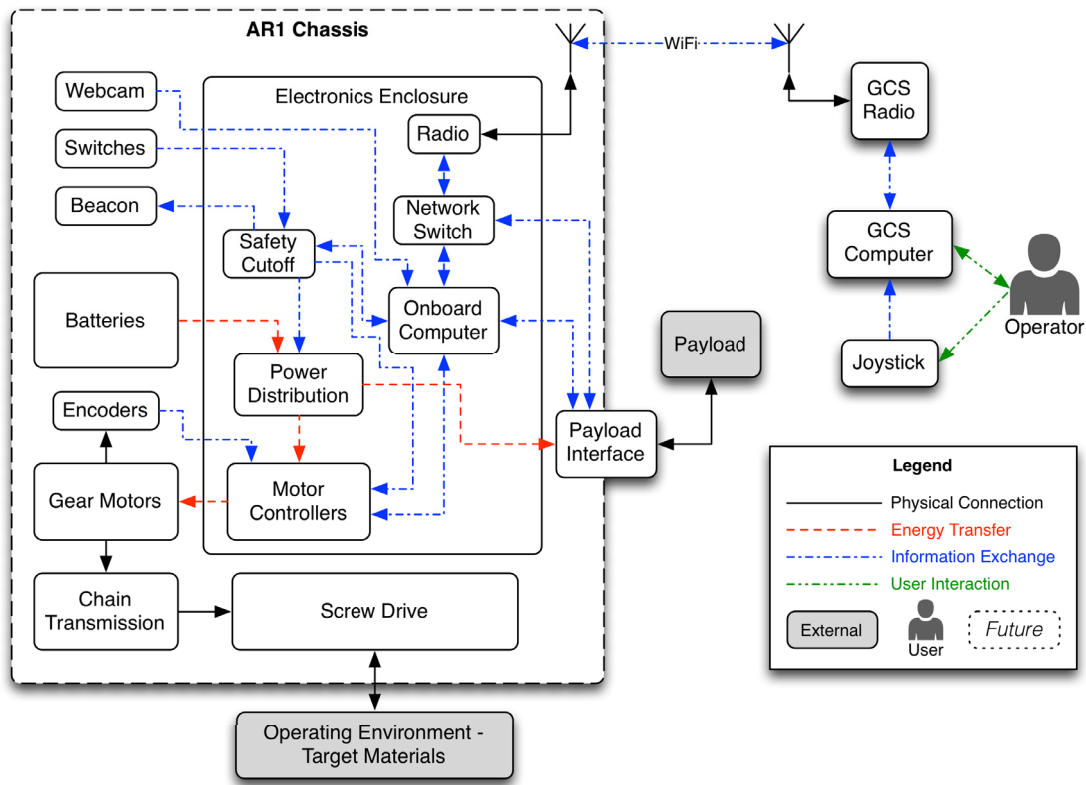 AR1 Chassis
WiFi
Webcam
Switches
Beacon
Electronics Enclosure
Radio
Network
Switch
Safety
Cutoff
Onboard
Computer
Batteries
Power
Distribution
Encoders
Gear Motors
Motor
Controllers
Payload
Interface
Payload
Chain
Transmission
Screw Drive
Operating Environment -
Target Materials
GCS
Radio
GCS
Computer
Joystick
Operator
Legend
Physical Connection
Energy Transfer
Information Exchange
User Interaction
External
User
Future